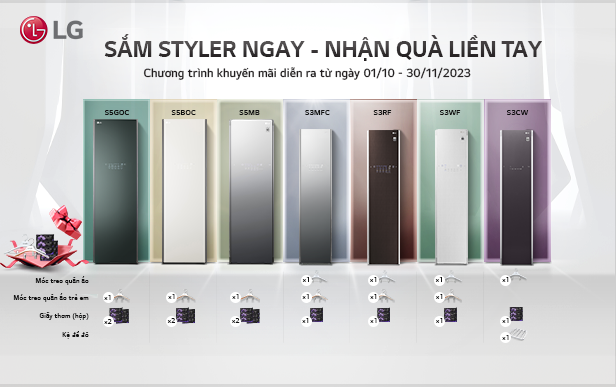 LG
SẮM STYLER NGAY - NHẬN QUÀ LIỀN TAY
Chương trình khuyến mãi diễn ra từ ngày 01/10 - 30/11/2023
S5GOC S5BOC S5MB S3MFC S3RF S3WF S3CW
Móc treo quần áo x1 x1 x1 x1
Móc treo quần áo trẻ em x1 x1 x1 x1 x1 x1
Giấy thơm (hộp) x2 x2 x2 x1 x1 x1 x1
Kệ để đồ x1